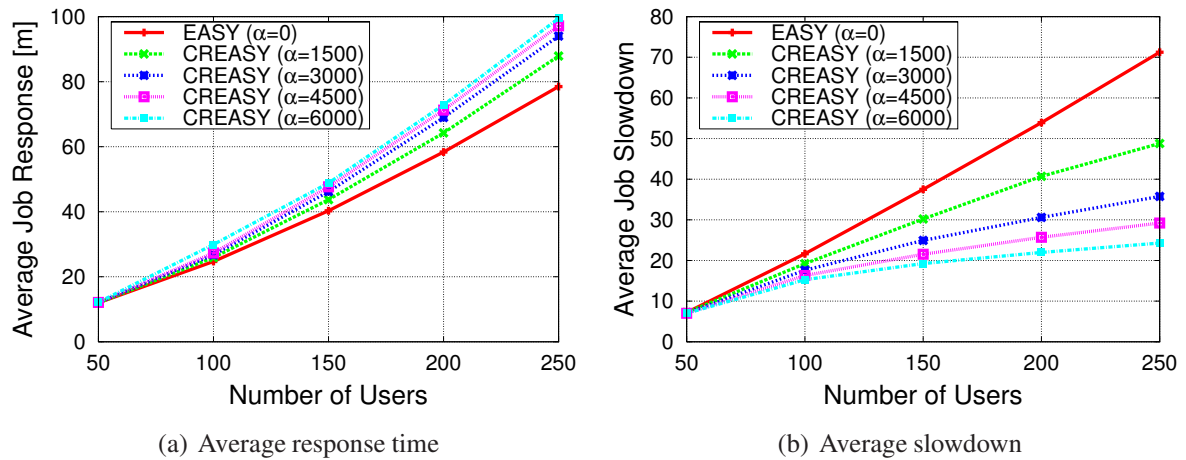 100
80
60
40
20
0
Average Job Response [m]
EASY (α=0)
CREASY (α=1500)
CREASY (α=3000)
CREASY (α=4500)
CREASY (α=6000)
50 100 150 200 250
Number of Users
(a) Average response time
80
70
60
50
40
30
20
10
0
Average Job Slowdown
EASY (α=0)
CREASY (α=1500)
CREASY (α=3000)
CREASY (α=4500)
CREASY (α=6000)
50 100 150 200 250
Number of Users
(b) Average slowdown